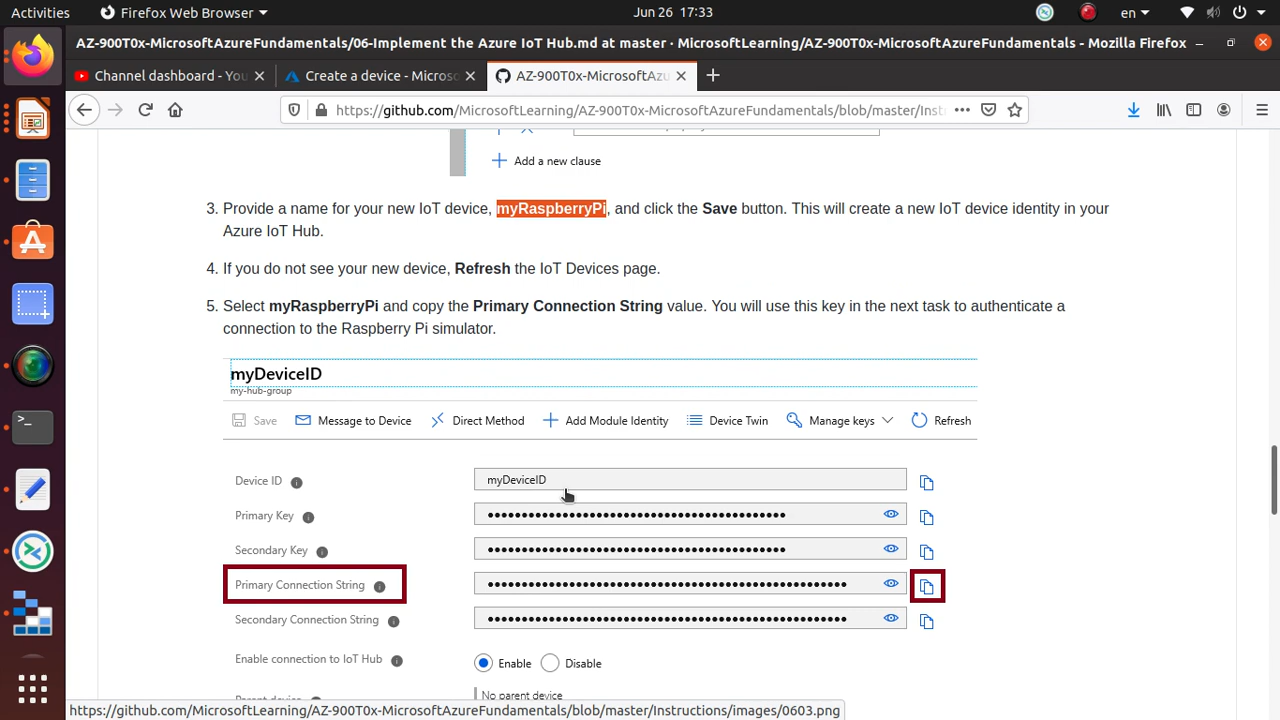 Activities
Firefox Web Browser
Jun 26 17:33
en
AZ-900T0x-MicrosoftAzureFundamentals/06-Implement the Azure IoT Hub.md at master · MicrosoftLearning/AZ-900T0x-MicrosoftAzureFundamentals - Mozilla Firefox
Channel dashboard - You
Create a device - Microso
AZ-900T0x-MicrosoftAzu
https://github.com/MicrosoftLearning/AZ-900T0x-MicrosoftAzureFundamentals/blob/master/Inst
Add a new clause
3. Provide a name for your new IoT device, myRaspberryPi, and click the Save button. This will create a new IoT device identity in your
Azure IoT Hub.
4. If you do not see your new device, Refresh the IoT Devices page.
5. Select myRaspberryPi and copy the Primary Connection String value. You will use this key in the next task to authenticate a
connection to the Raspberry Pi simulator.
myDeviceID
my-hub-group
Save
Message to Device
Direct Method
Add Module Identity
Device Twin
Manage keys
Refresh
Device ID
myDeviceID
Primary Key
Secondary Key
Primary Connection String
Secondary Connection String
Enable connection to IoT Hub
Enable
Disable
No parent device
https://github.com/MicrosoftLearning/AZ-900T0x-MicrosoftAzureFundamentals/blob/master/Instructions/images/0603.png